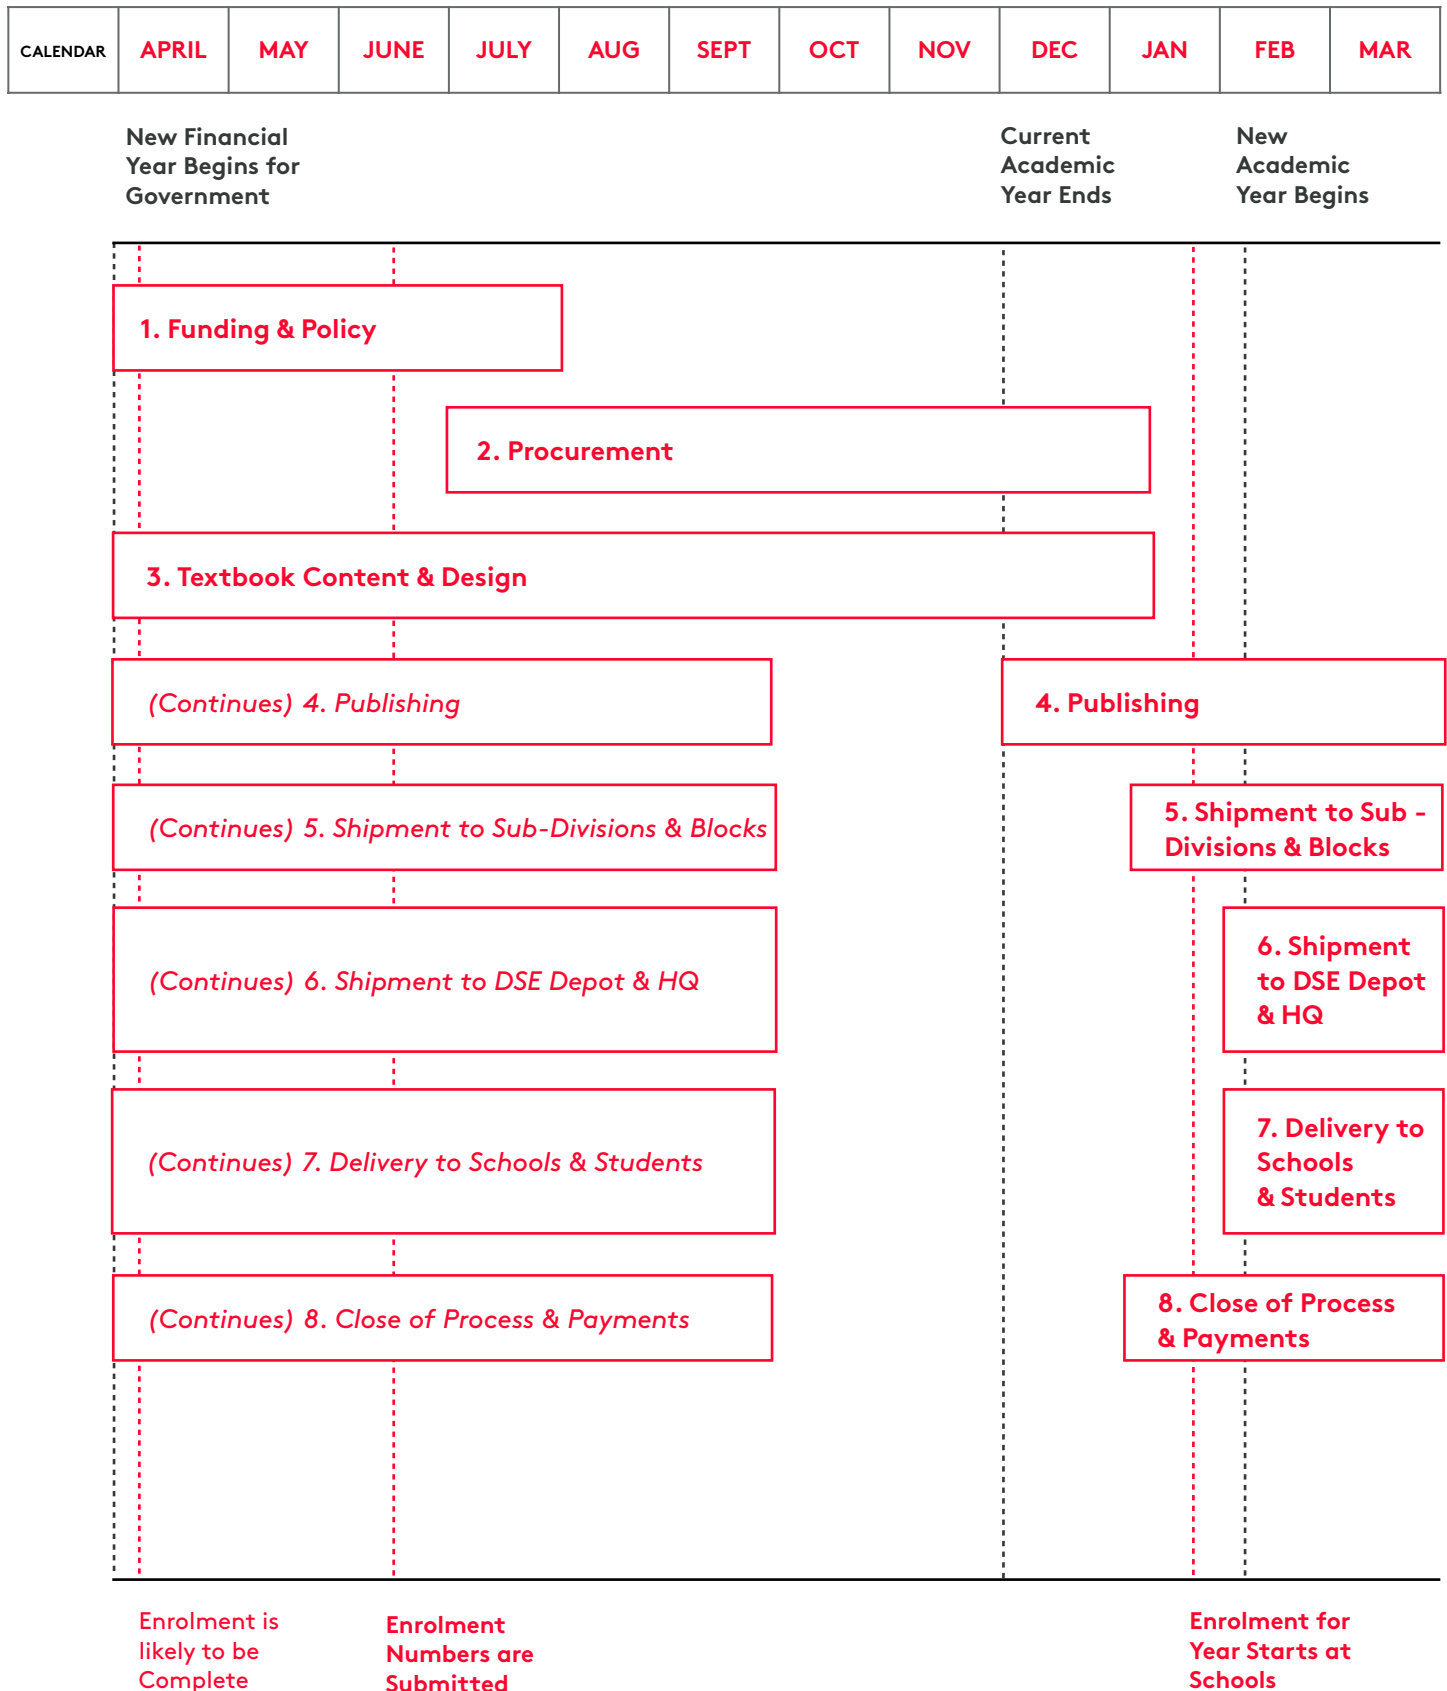 CALENDAR APRIL MAY JUNE JULY AUG SEPT OCT NOV DEC JAN FEB MAR
New Financial
Year Begins for
Government
Current
Academic
Year Ends
New
Academic
Year Begins
1. Funding & Policy
2. Procurement
3. Textbook Content & Design
(Continues) 4. Publishing
4. Publishing
(Continues) 5. Shipment to Sub-Divisions & Blocks
5. Shipment to Sub -
Divisions & Blocks
(Continues) 6. Shipment to DSE Depot & HQ
6. Shipment
to DSE Depot
& HQ
(Continues) 7. Delivery to Schools & Students
7. Delivery to
Schools
& Students
(Continues) 8. Close of Process & Payments
8. Close of Process
& Payments
Enrolment is
likely to be
Complete
Enrolment
Numbers are
Submitted
Enrolment for
Year Starts at
Schools